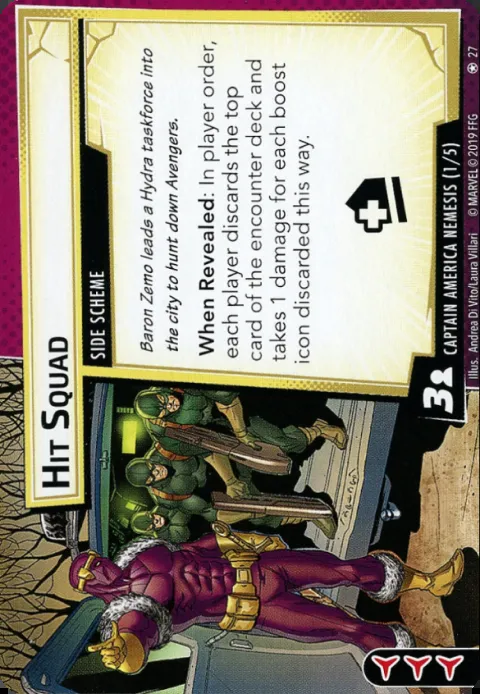 HIT SQUAD
SIDE SCHEME
Baron Zemo leads a Hydra taskforce into
the city to hunt down Avengers.
When Revealed: In player order,
each player discards the top
card of the encounter deck and
takes 1 damage for each boost
icon discarded this way.
3
CAPTAIN AMERICA NEMESIS (1/5)
Illus. Andrea Di Vito/Laura Villari © MARVEL © 2019 FFG 27